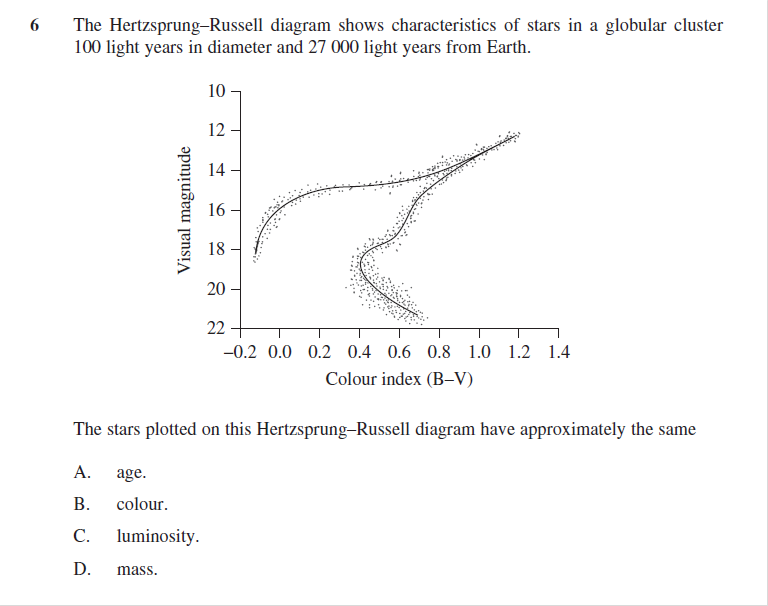 6 The Hertzsprung–Russell diagram shows characteristics of stars in a globular cluster
100 light years in diameter and 27 000 light years from Earth.
10
12
14
16
18
20
22
Visual magnitude
–0.2 0.0 0.2 0.4 0.6 0.8 1.0 1.2 1.4
Colour index (B–V)
The stars plotted on this Hertzsprung–Russell diagram have approximately the same
A. age.
B. colour.
C. luminosity.
D. mass.